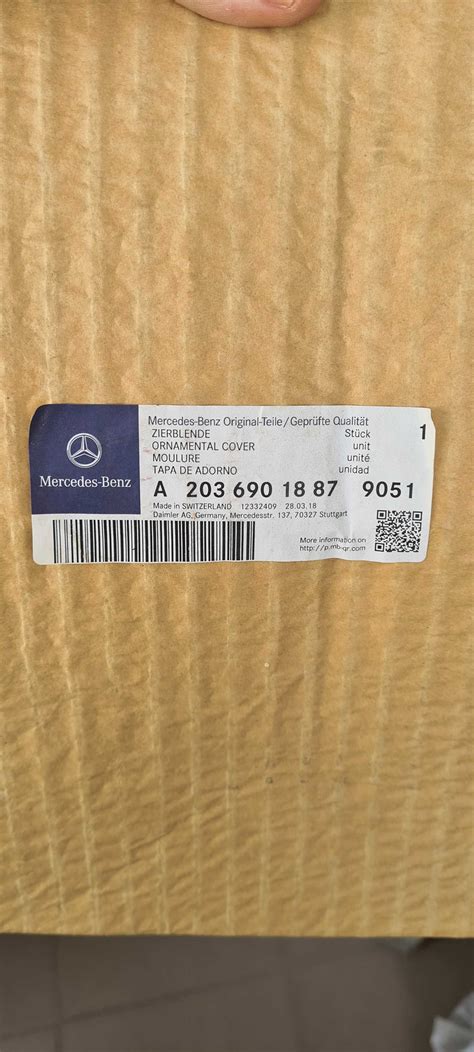 Mercedes-Benz
Mercedes-Benz Original-Teile/Geprüfte Qualität
ZIERBLENDE Stück 1
ORNAMENTAL COVER unit
MOULURE unité
TAPA DE ADORNO unidad
A 203 690 18 87 9051
Made in SWITZERLAND 12332409 28.03.18
Daimler AG, Germany, Mercedesstr. 137, 70327 Stuttgart
More information on
http://p.mb-qr.com